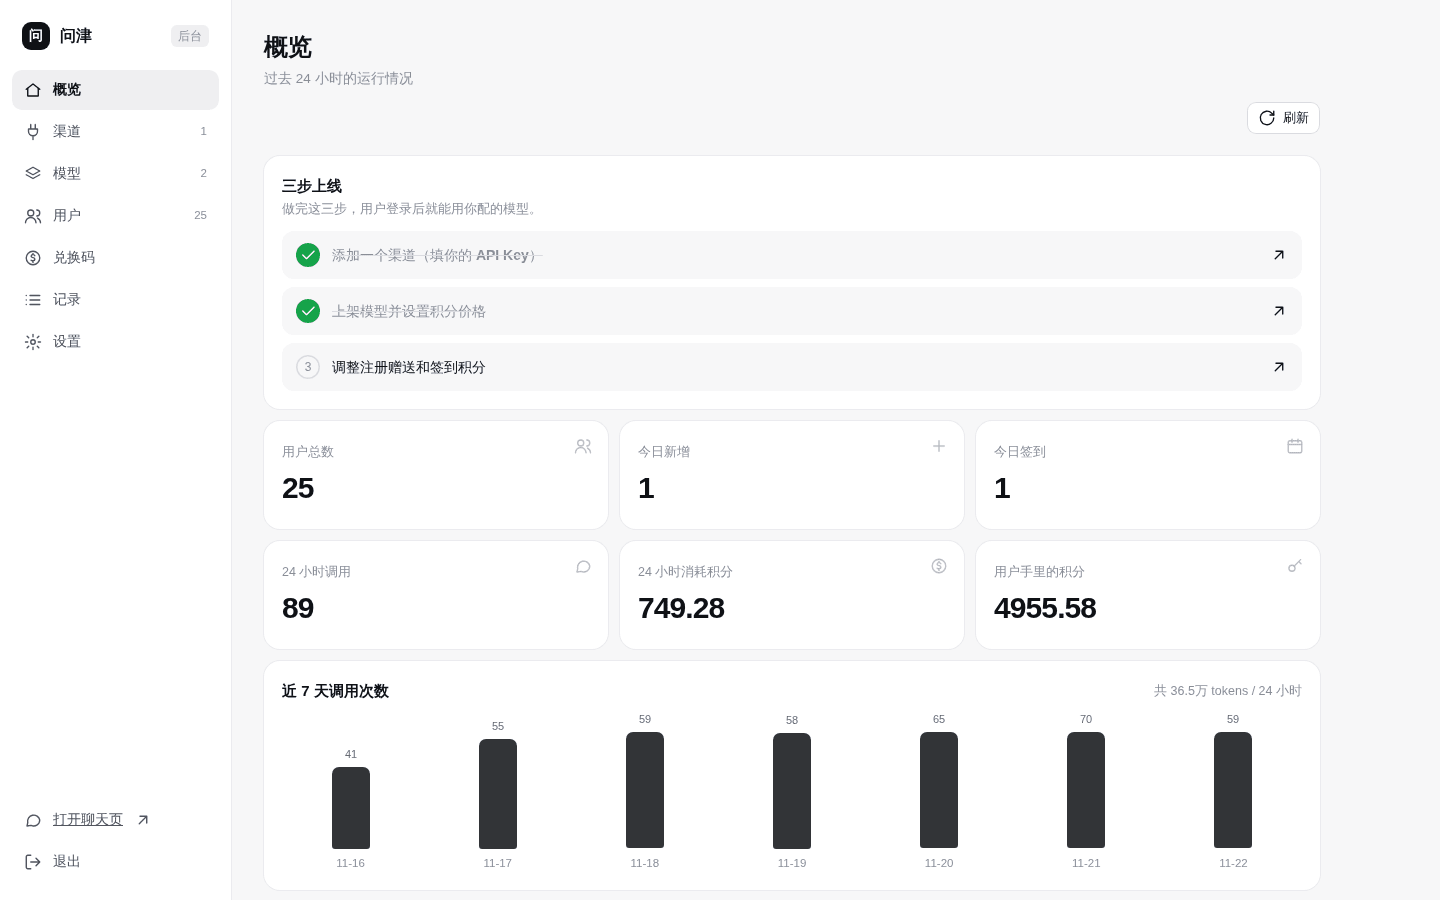 问 问津 后台
概览
渠道 1
模型 2
用户 25
兑换码
记录
设置
打开聊天页
退出
概览
过去 24 小时的运行情况
刷新
三步上线
做完这三步，用户登录后就能用你配的模型。
添加一个渠道（填你的 API Key）
上架模型并设置积分价格
3 调整注册赠送和签到积分
用户总数
25
今日新增
1
今日签到
1
24 小时调用
89
24 小时消耗积分
749.28
用户手里的积分
4955.58
近 7 天调用次数
共 36.5万 tokens / 24 小时
41 55 59 58 65 70 59
11-16 11-17 11-18 11-19 11-20 11-21 11-22